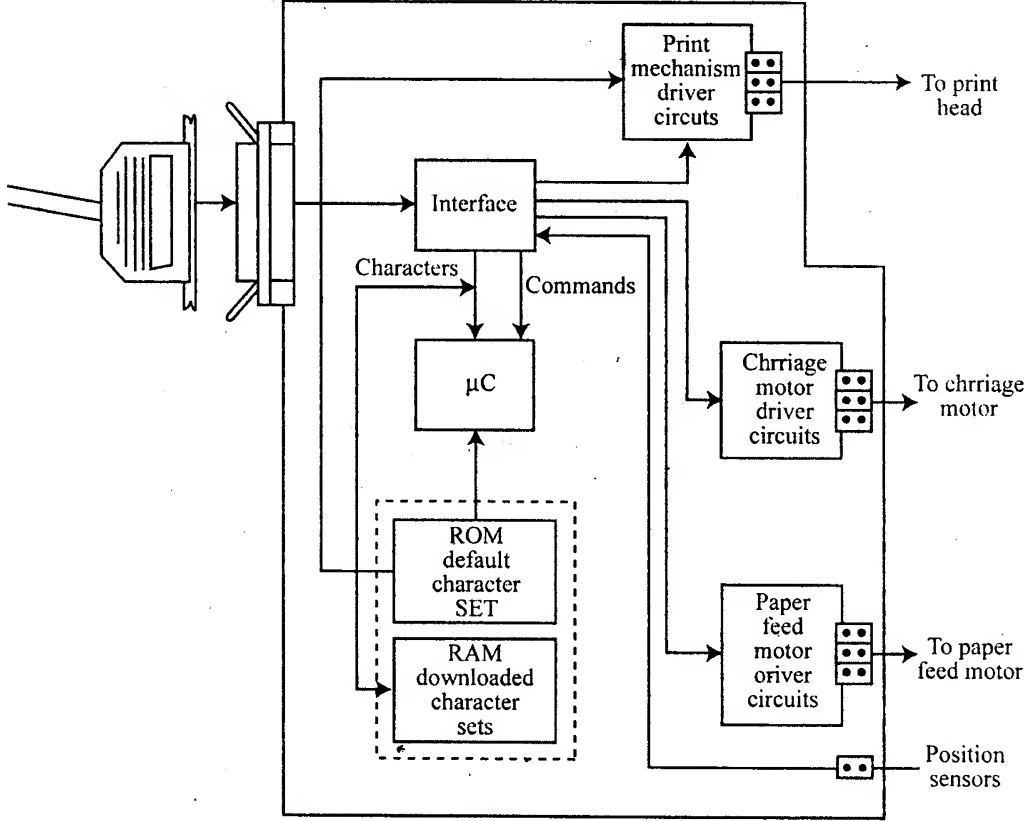 Print
mechanism
driver
circuts
To print
head
Interface
Characters
Commands
μC
Chrriage
motor
driver
circuits
To chrriage
motor
ROM
default
character
SET
RAM
downloaded
character
sets
Paper
feed
motor
oriver
circuits
To paper
feed motor
Position
sensors